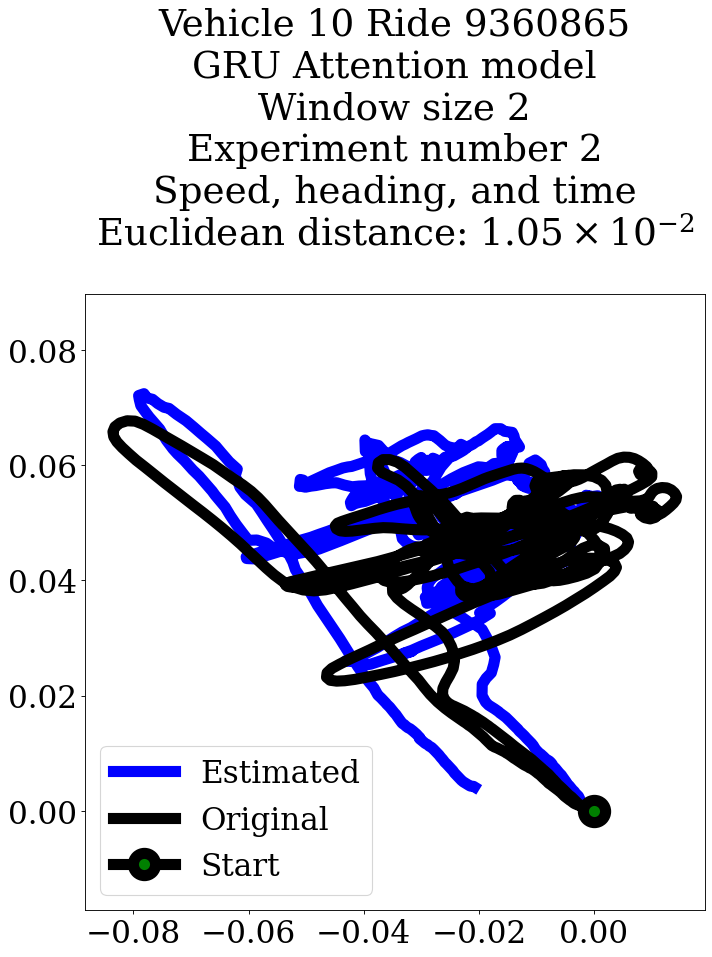 Vehicle 10 Ride 9360865
GRU Attention model
Window size 2
Experiment number 2
Speed, heading, and time
Euclidean distance: 1.05 × 10⁻²
0.08
0.06
0.04
0.02
0.00
Estimated
Original
Start
−0.08 −0.06 −0.04 −0.02 0.00